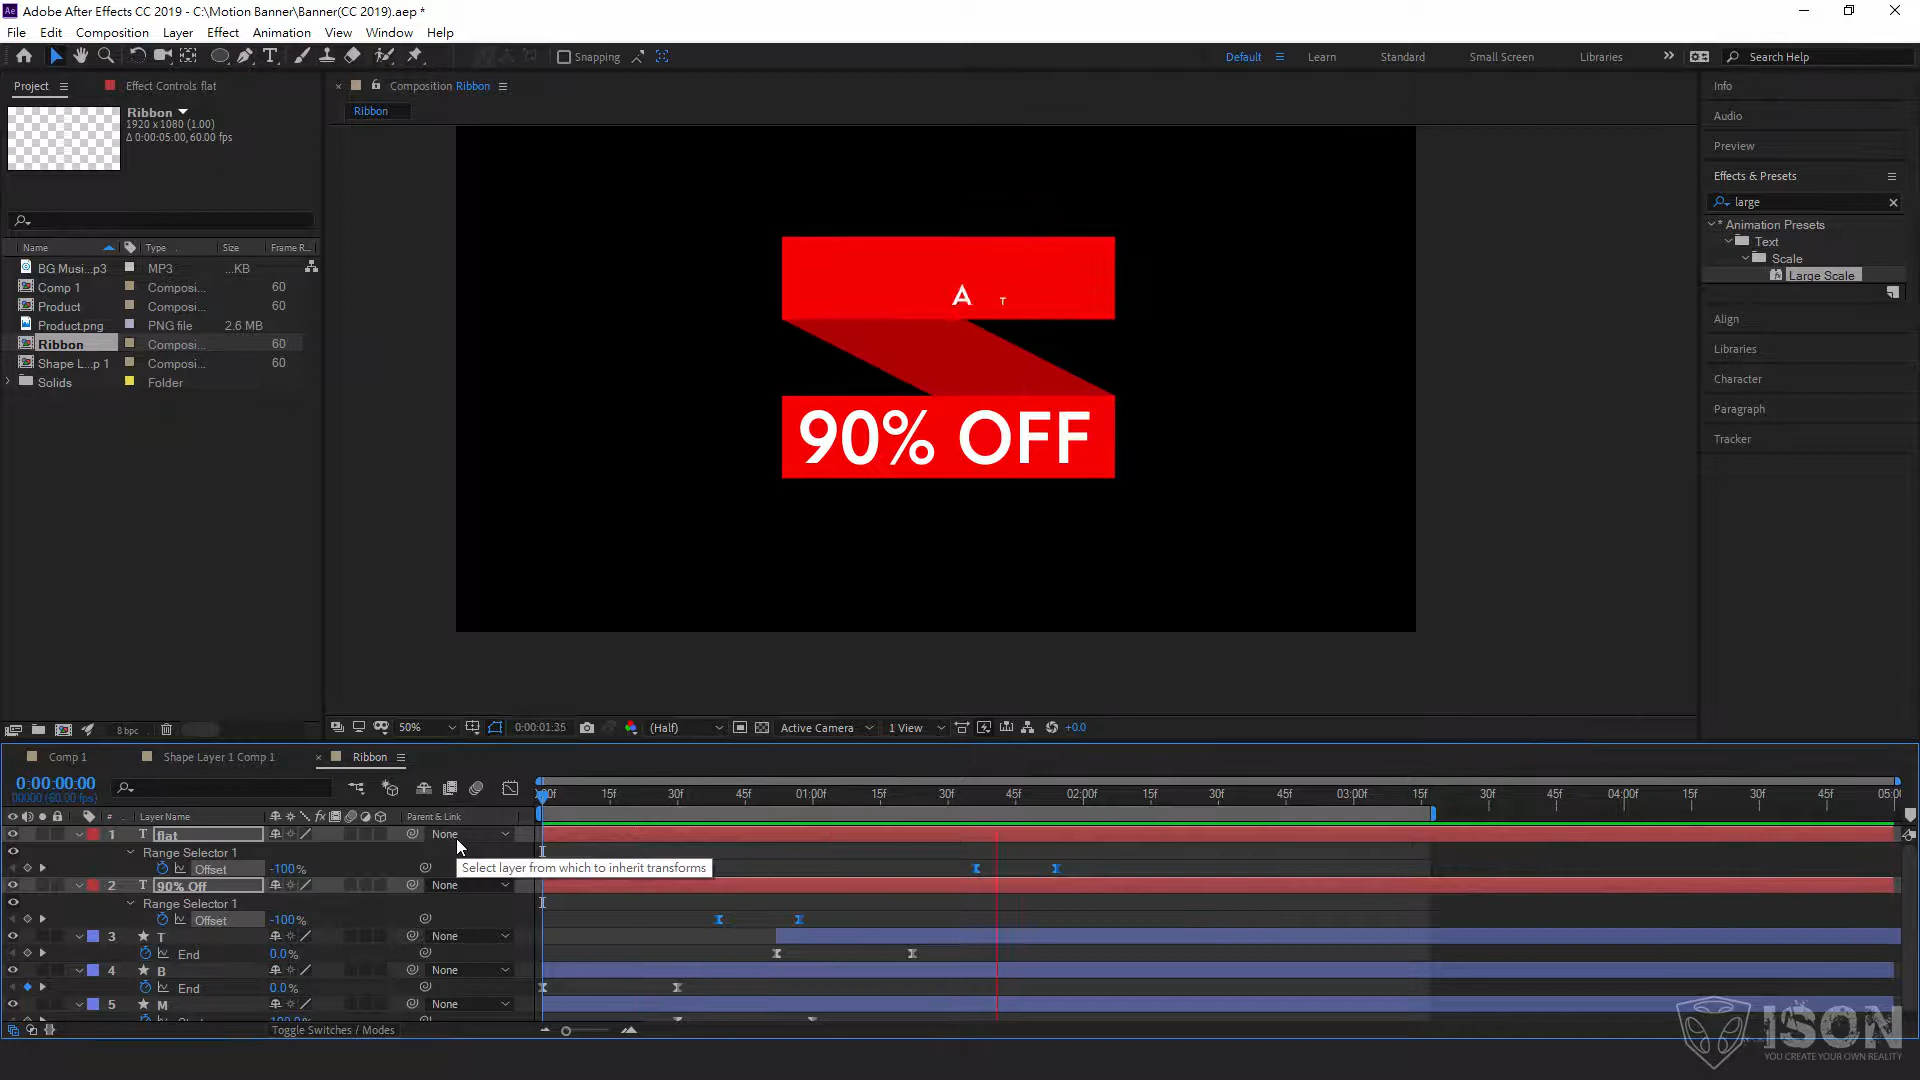 Adobe After Effects CC 2019 - C:\Motion Banner\Banner(CC 2019).aep *
File Edit Composition Layer Effect Animation View Window Help
Snapping
Default Learn Standard Small Screen Libraries Search Help
Project Effect Controls flat
Composition Ribbon
Ribbon
Ribbon
1920 x 1080 (1.00)
Δ 0:00:05:00, 60.00 fps
Name Type Size Frame R...
BG Musi...p3 MP3 ...KB
Comp 1 Composi... 60
Product Composi... 60
Product.png PNG file 2.6 MB
Ribbon Composi... 60
Shape L...p 1 Composi... 60
Solids Folder
A T
90% OFF
Info
Audio
Preview
Effects & Presets
large
* Animation Presets
Text
Scale
Large Scale
Align
Libraries
Character
Paragraph
Tracker
8 bpc
50% 0:00:01:35 (Half) Active Camera 1 View +0.0
Comp 1 Shape Layer 1 Comp 1 Ribbon
0:00:00:00
00000 (60.00 fps)
15f 30f 45f 01:00f 15f 30f 45f 02:00f 15f 30f 45f 03:00f 15f 30f 45f 04:00f 15f 30f 45f
# Layer Name fx Parent & Link
1 T flat None
Range Selector 1
Offset -100%
Select layer from which to inherit transforms
2 T 90% Off None
Range Selector 1
Offset -100%
3 T None
End 0.0%
4 B None
End 0.0%
5 M None
Toggle Switches / Modes
ISON
YOU CREATE YOUR OWN REALITY